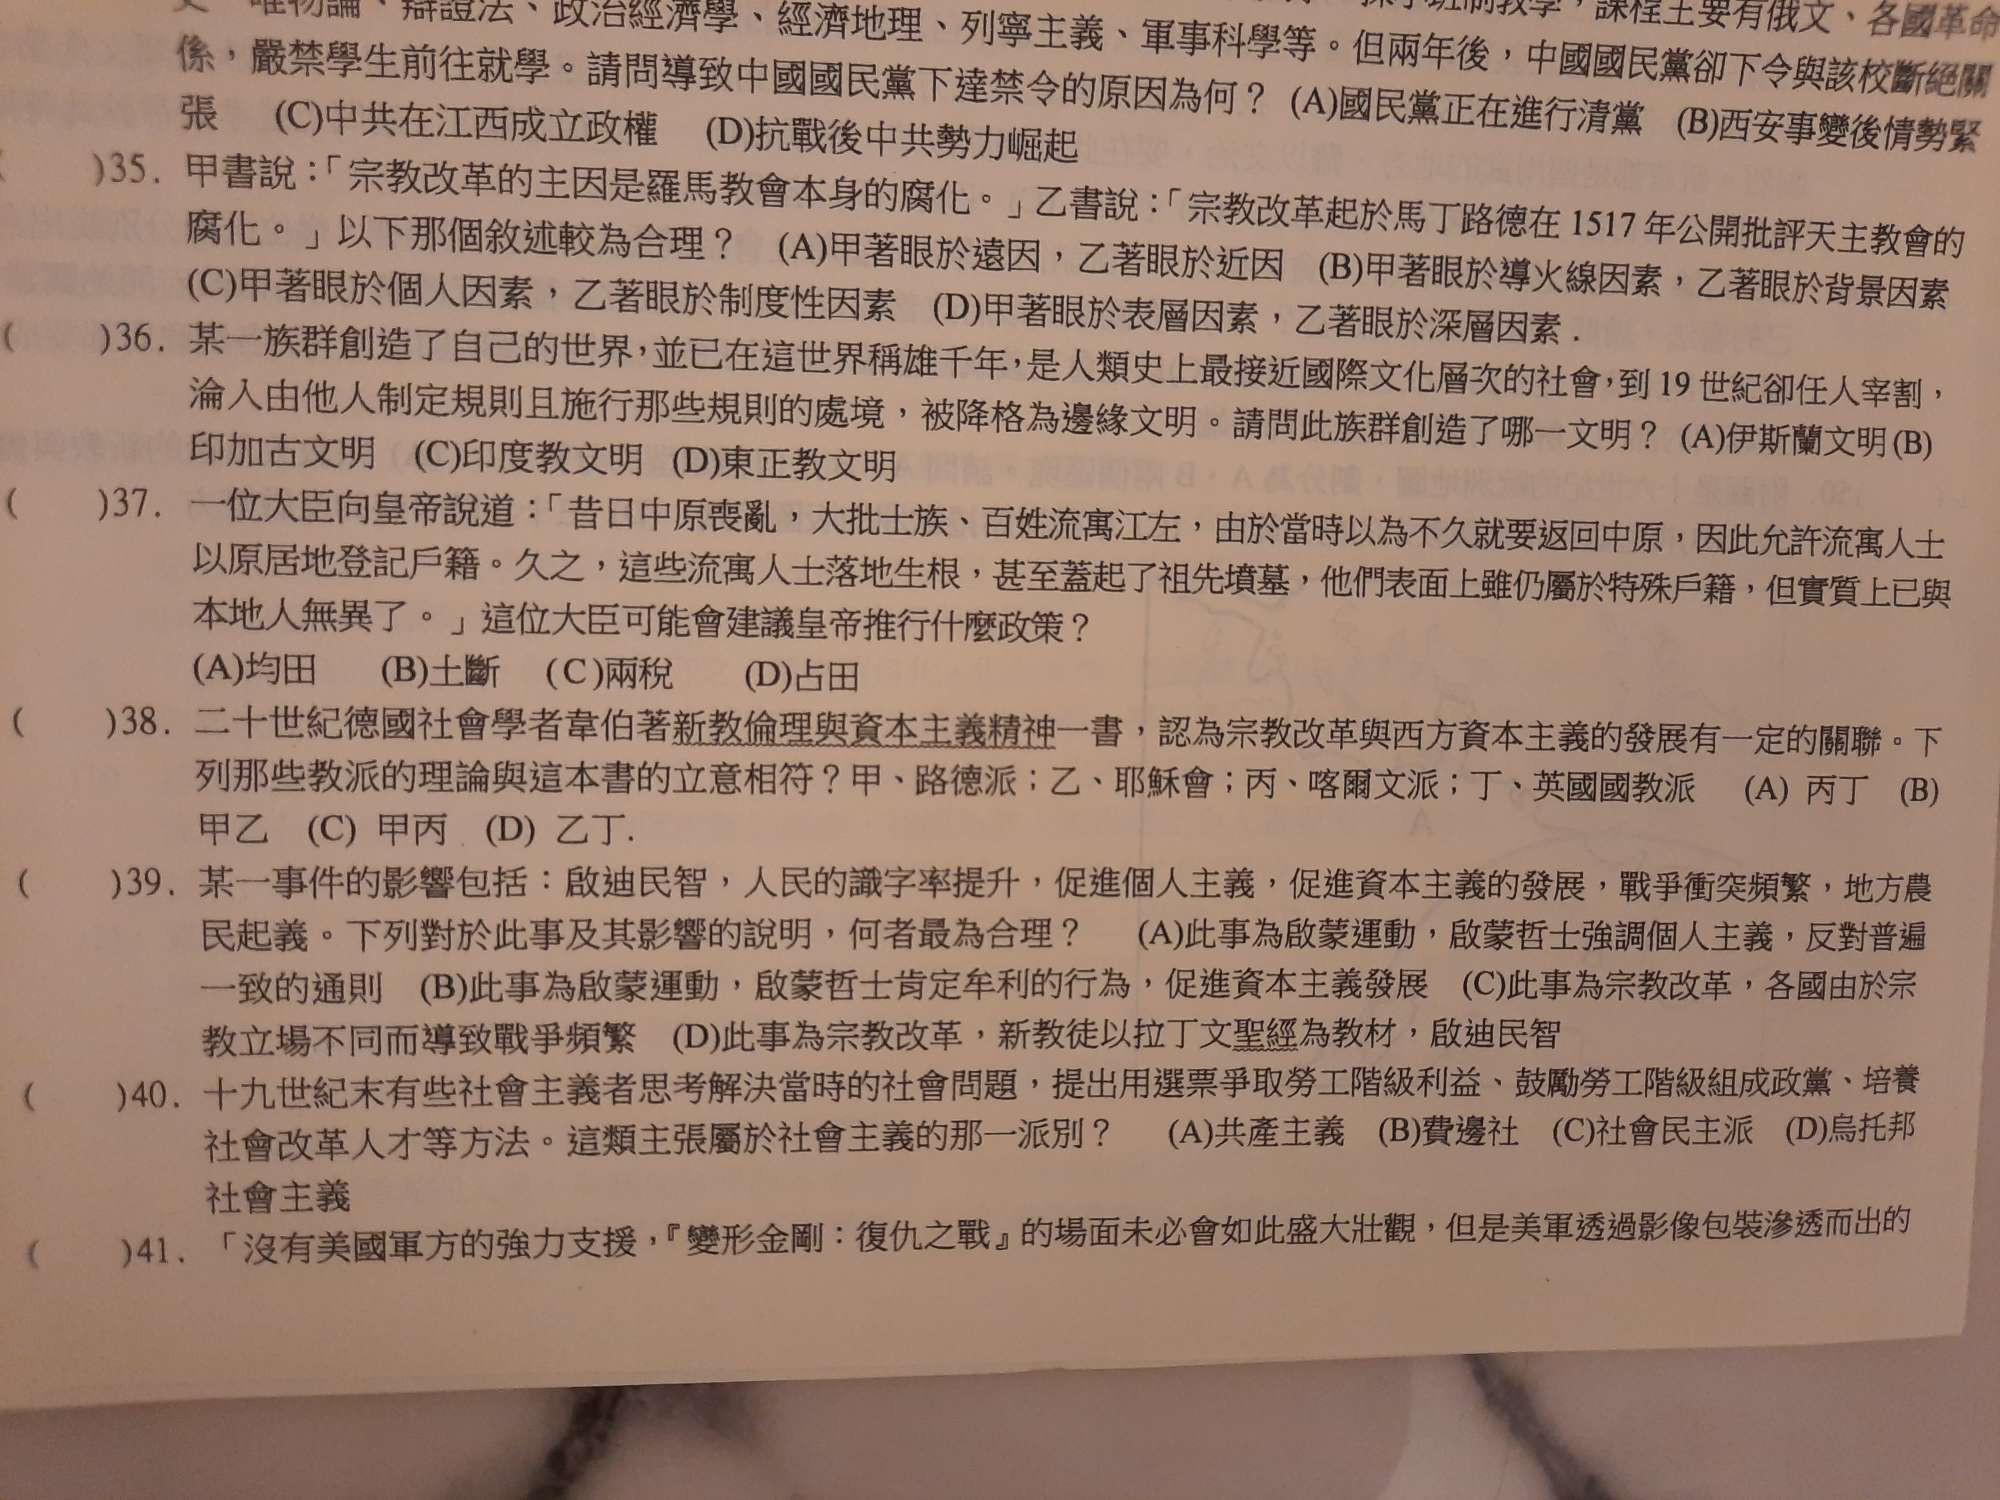 唯物論、辯證法、政治經濟學、經濟地理、列寧主義、軍事科學等。但兩年後,中國國民黨卻下令與該校斷絕關
係,嚴禁學生前往就學。請問導致中國國民黨下達禁令的原因為何? (A)國民黨正在進行清黨 (B)西安事變後情勢緊
張 (C)中共在江西成立政權 (D)抗戰後中共勢力崛起
( )35. 甲書說:「宗教改革的主因是羅馬教會本身的腐化。」乙書說:「宗教改革起於馬丁路德在 1517 年公開批評天主教會的
腐化。」以下那個敘述較為合理? (A)甲著眼於遠因,乙著眼於近因 (B)甲著眼於導火線因素,乙著眼於背景因素
(C)甲著眼於個人因素,乙著眼於制度性因素 (D)甲著眼於表層因素,乙著眼於深層因素.
( )36. 某一族群創造了自己的世界,並已在這世界稱雄千年,是人類史上最接近國際文化層次的社會,到 19 世紀卻任人宰割,
淪入由他人制定規則且施行那些規則的處境,被降格為邊緣文明。請問此族群創造了哪一文明? (A)伊斯蘭文明(B)
印加古文明 (C)印度教文明 (D)東正教文明
( )37. 一位大臣向皇帝說道:「昔日中原喪亂,大批士族、百姓流寓江左,由於當時以為不久就要返回中原,因此允許流寓人士
以原居地登記戶籍。久之,這些流寓人士落地生根,甚至蓋起了祖先墳墓,他們表面上雖仍屬於特殊戶籍,但實質上已與
本地人無異了。」這位大臣可能會建議皇帝推行什麼政策?
(A)均田 (B)土斷 (C)兩稅 (D)占田
( )38. 二十世紀德國社會學者韋伯著新教倫理與資本主義精神一書,認為宗教改革與西方資本主義的發展有一定的關聯。下
列那些教派的理論與這本書的立意相符?甲、路德派;乙、耶穌會;丙、喀爾文派;丁、英國國教派 (A) 丙丁 (B)
甲乙 (C) 甲丙 (D) 乙丁.
( )39. 某一事件的影響包括:啟迪民智,人民的識字率提升,促進個人主義,促進資本主義的發展,戰爭衝突頻繁,地方農
民起義。下列對於此事及其影響的說明,何者最為合理? (A)此事為啟蒙運動,啟蒙哲士強調個人主義,反對普遍
一致的通則 (B)此事為啟蒙運動,啟蒙哲士肯定牟利的行為,促進資本主義發展 (C)此事為宗教改革,各國由於宗
教立場不同而導致戰爭頻繁 (D)此事為宗教改革,新教徒以拉丁文聖經為教材,啟迪民智
( )40. 十九世紀末有些社會主義者思考解決當時的社會問題,提出用選票爭取勞工階級利益、鼓勵勞工階級組成政黨、培養
社會改革人才等方法。這類主張屬於社會主義的那一派別? (A)共產主義 (B)費邊社 (C)社會民主派 (D)烏托邦
社會主義
( )41. 「沒有美國軍方的強力支援,『變形金剛:復仇之戰』的場面未必會如此盛大壯觀,但是美軍透過影像包裝滲透而出的